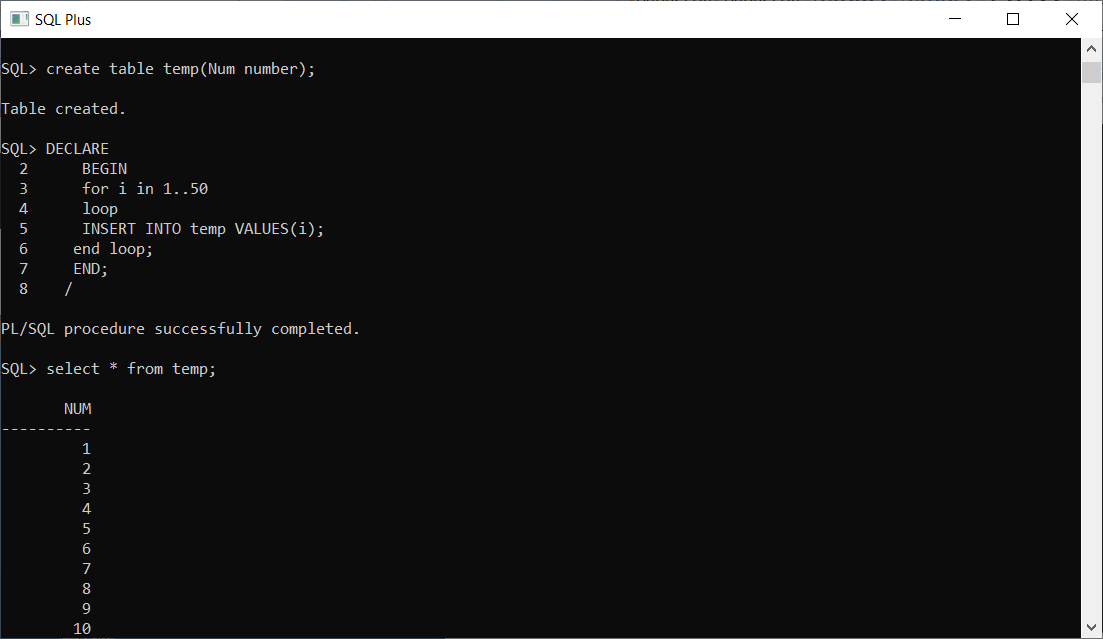 SQL Plus
SQL> create table temp(Num number);
Table created.
SQL> DECLARE
  2      BEGIN
  3      for i in 1..50
  4      loop
  5      INSERT INTO temp VALUES(i);
  6     end loop;
  7     END;
  8    /
PL/SQL procedure successfully completed.
SQL> select * from temp;
       NUM
----------
         1
         2
         3
         4
         5
         6
         7
         8
         9
        10